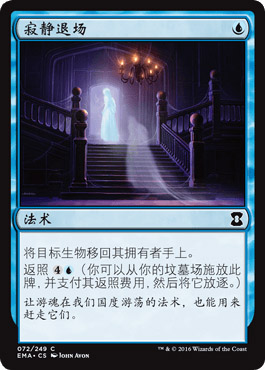 寂静退场
法术
将目标生物移回其拥有者手上。
返照 4（你可以从你的坟墓场施放此
牌，并支付其返照费用，然后将它放逐。）
让游魂在我们国度游荡的法术，也能用来
赶走它们。
072/249 C
EMA • CS JOHN AVON
™ & © 2016 Wizards of the Coast